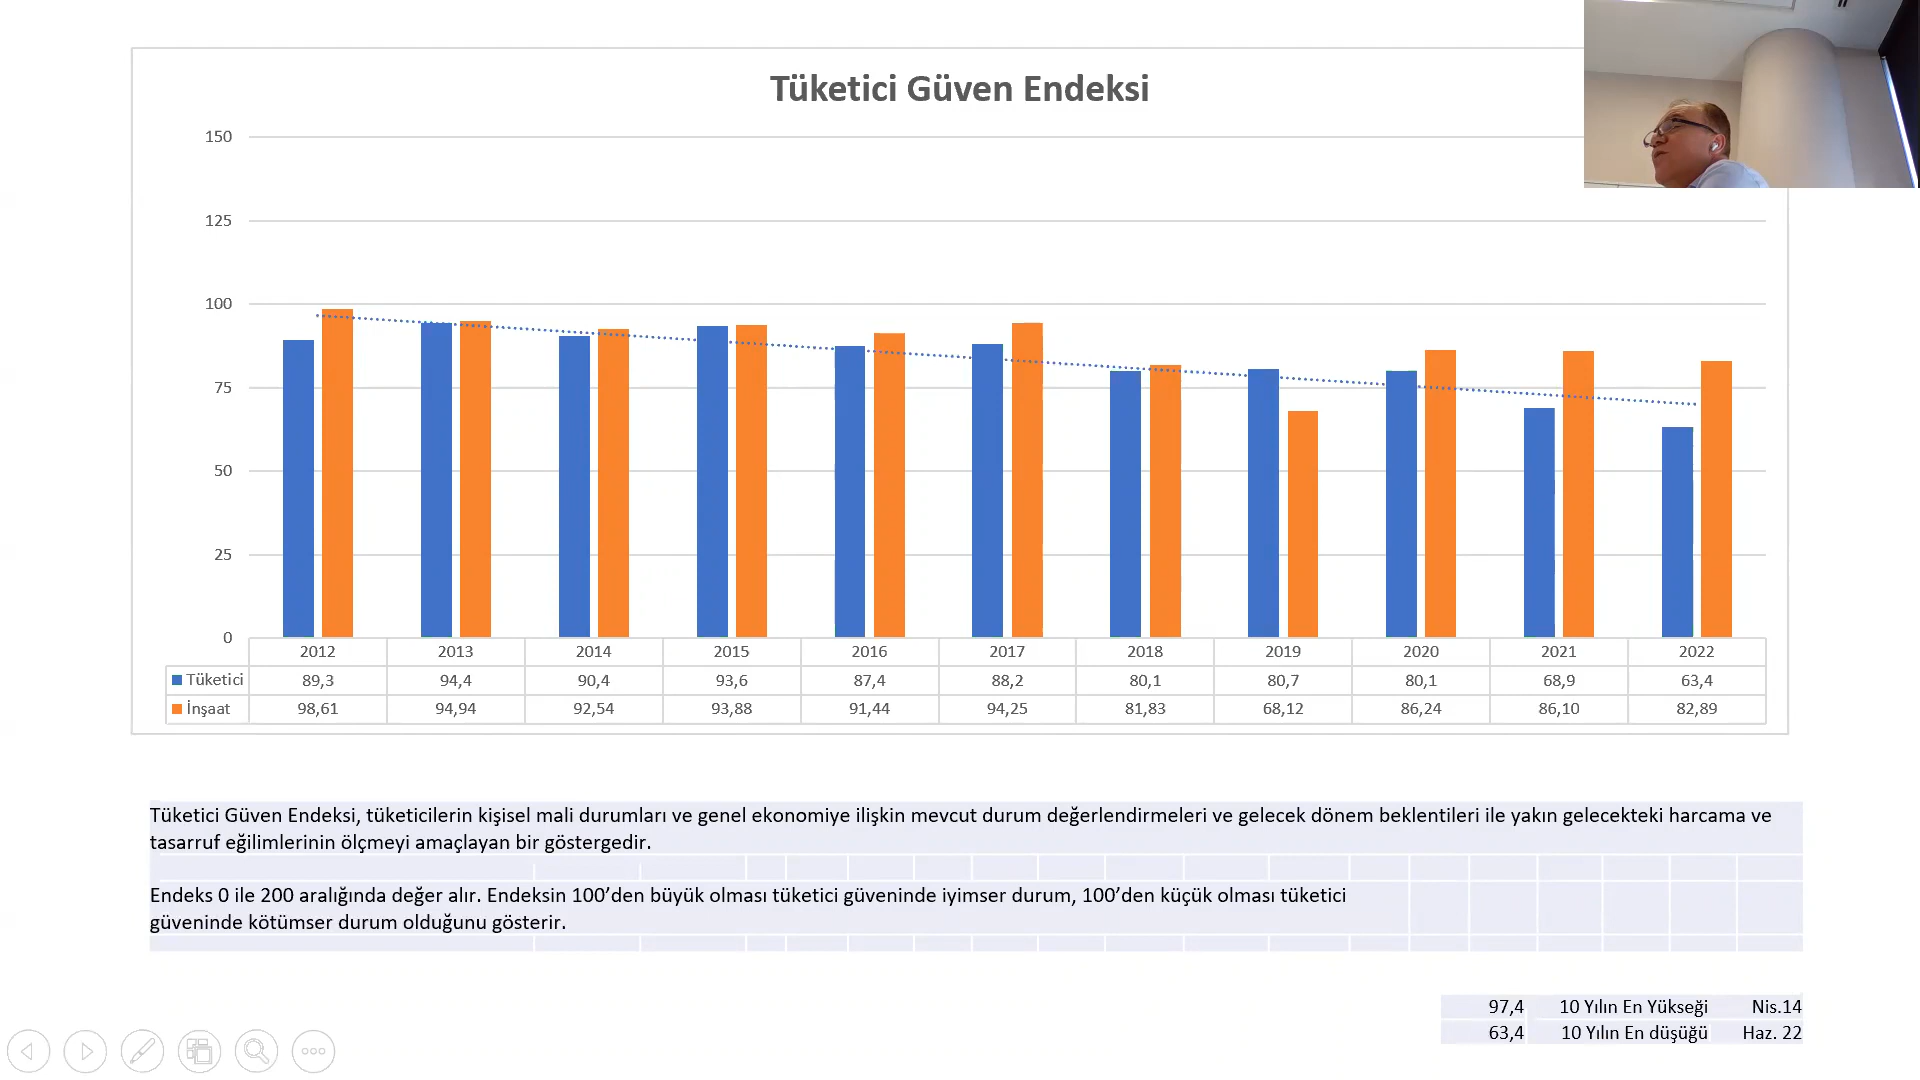 Tüketici Güven Endeksi
150
125
100
75
50
25
0
2012 2013 2014 2015 2016 2017 2018 2019 2020 2021 2022
Tüketici 89,3 94,4 90,4 93,6 87,4 88,2 80,1 80,7 80,1 68,9 63,4
İnşaat 98,61 94,94 92,54 93,88 91,44 94,25 81,83 68,12 86,24 86,10 82,89
Tüketici Güven Endeksi, tüketicilerin kişisel mali durumları ve genel ekonomiye ilişkin mevcut durum değerlendirmeleri ve gelecek dönem beklentileri ile yakın gelecekteki harcama ve
tasarruf eğilimlerinin ölçmeyi amaçlayan bir göstergedir.
Endeks 0 ile 200 aralığında değer alır. Endeksin 100’den büyük olması tüketici güveninde iyimser durum, 100’den küçük olması tüketici
güveninde kötümser durum olduğunu gösterir.
97,4 10 Yılın En Yükseği Nis.14
63,4 10 Yılın En düşüğü Haz. 22